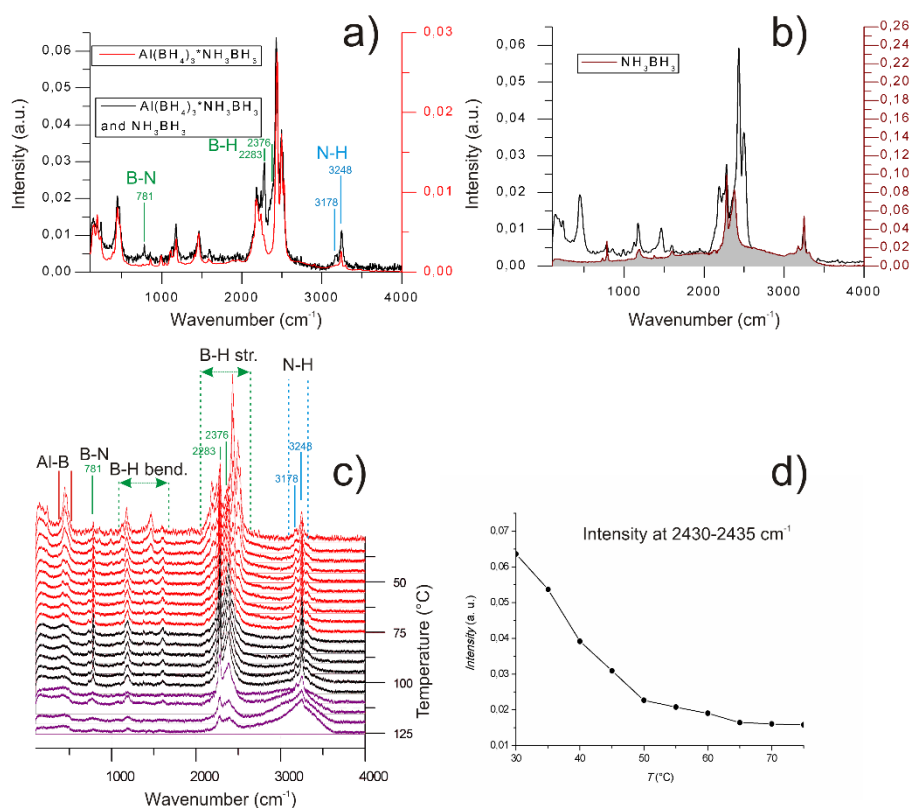 a)
0,06
0,05
0,04
0,03
0,02
0,01
0,00
Intensity (a.u.)
Al(BH₄)₃*NH₃BH₃
Al(BH₄)₃*NH₃BH₃
and NH₃BH₃
B-N
781
B-H
2376
2283
N-H
3248
3178
0,03
0,02
0,01
0,00
1000 2000 3000 4000
Wavenumber (cm⁻¹)
b)
0,06
0,05
0,04
0,03
0,02
0,01
0,00
Intensity (a.u.)
NH₃BH₃
0,26
0,24
0,22
0,20
0,18
0,16
0,14
0,12
0,10
0,08
0,06
0,04
0,02
0,00
1000 2000 3000 4000
Wavenumber (cm⁻¹)
c)
B-H str.
N-H
2376
2283
3248
3178
Al-B
B-N
781
B-H bend.
50
75
100
125
Temperature (°C)
1000 2000 3000 4000
Wavenumber (cm⁻¹)
d)
Intensity at 2430-2435 cm⁻¹
0.07
0.06
0.05
0.04
0.03
0.02
0.01
Intensity (a. u.)
30 40 50 60 70
T (°C)